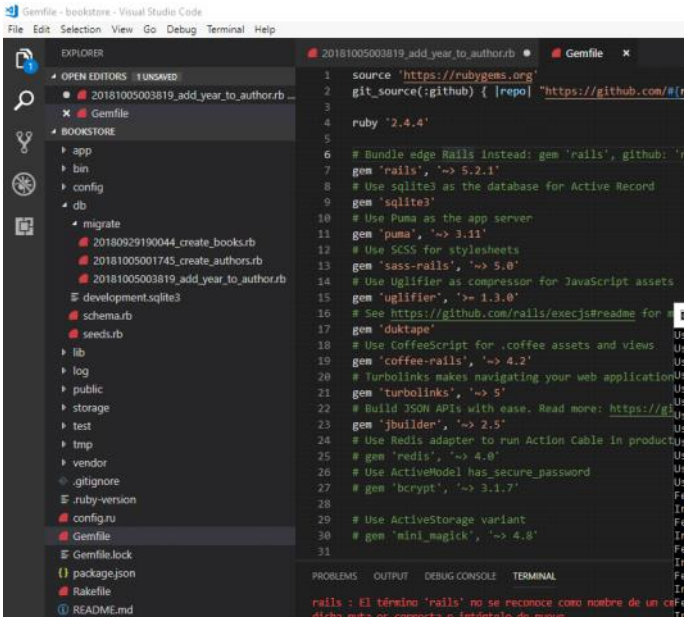 Gemfile - bookstore - Visual Studio Code
File Edit Selection View Go Debug Terminal Help
EXPLORER
OPEN EDITORS 1 UNSAVED
20181005003819_add_year_to_author.rb ...
Gemfile
BOOKSTORE
app
bin
config
db
migrate
20180929190044_create_books.rb
20181005001745_create_authors.rb
20181005003819_add_year_to_author.rb
development.sqlite3
schema.rb
seeds.rb
lib
log
public
storage
test
tmp
vendor
.gitignore
.ruby-version
config.ru
Gemfile
Gemfile.lock
package.json
Rakefile
README.md
20181005003819_add_year_to_author.rb
Gemfile
1 source 'https://rubygems.org'
2 git_source(:github) { |repo| "https://github.com/#{r
3
4 ruby '2.4.4'
5
6 # Bundle edge Rails instead: gem 'rails', github: 'r
7 gem 'rails', '~> 5.2.1'
8 # Use sqlite3 as the database for Active Record
9 gem 'sqlite3'
10 # Use Puma as the app server
11 gem 'puma', '~> 3.11'
12 # Use SCSS for stylesheets
13 gem 'sass-rails', '~> 5.0'
14 # Use Uglifier as compressor for JavaScript assets
15 gem 'uglifier', '>= 1.3.0'
16 # See https://github.com/rails/execjs#readme for m
17 gem 'duktape'
18 # Use CoffeeScript for .coffee assets and views
19 gem 'coffee-rails', '~> 4.2'
20 # Turbolinks makes navigating your web application
21 gem 'turbolinks', '~> 5'
22 # Build JSON APIs with ease. Read more: https://gi
23 gem 'jbuilder', '~> 2.5'
24 # Use Redis adapter to run Action Cable in product
25 # gem 'redis', '~> 4.0'
26 # Use ActiveModel has_secure_password
27 # gem 'bcrypt', '~> 3.1.7'
28
29 # Use ActiveStorage variant
30 # gem 'mini_magick', '~> 4.8'
31
PROBLEMS OUTPUT DEBUG CONSOLE TERMINAL
rails : El término 'rails' no se reconoce como nombre de un